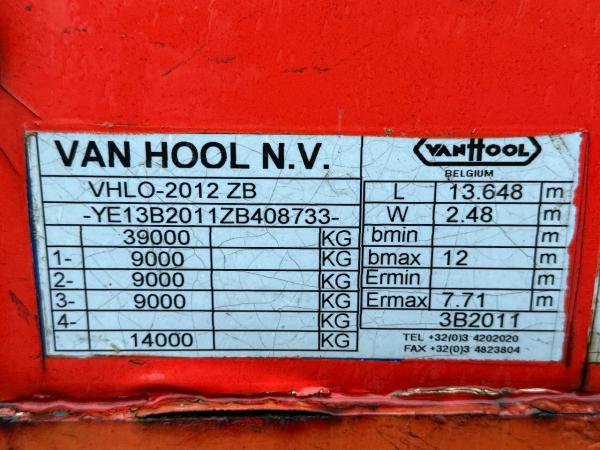 VAN HOOL N.V.
VANHOOL
BELGIUM
VHLO-2012 ZB
-YE13B2011ZB408733-
39000 KG
1- 9000 KG
2- 9000 KG
3- 9000 KG
4- KG
14000 KG
L 13.648 m
W 2.48 m
bmin m
bmax 12 m
Ermin m
Ermax 7.71 m
3B2011
TEL +32(0)3 4202020
FAX +32(0)3 4823804